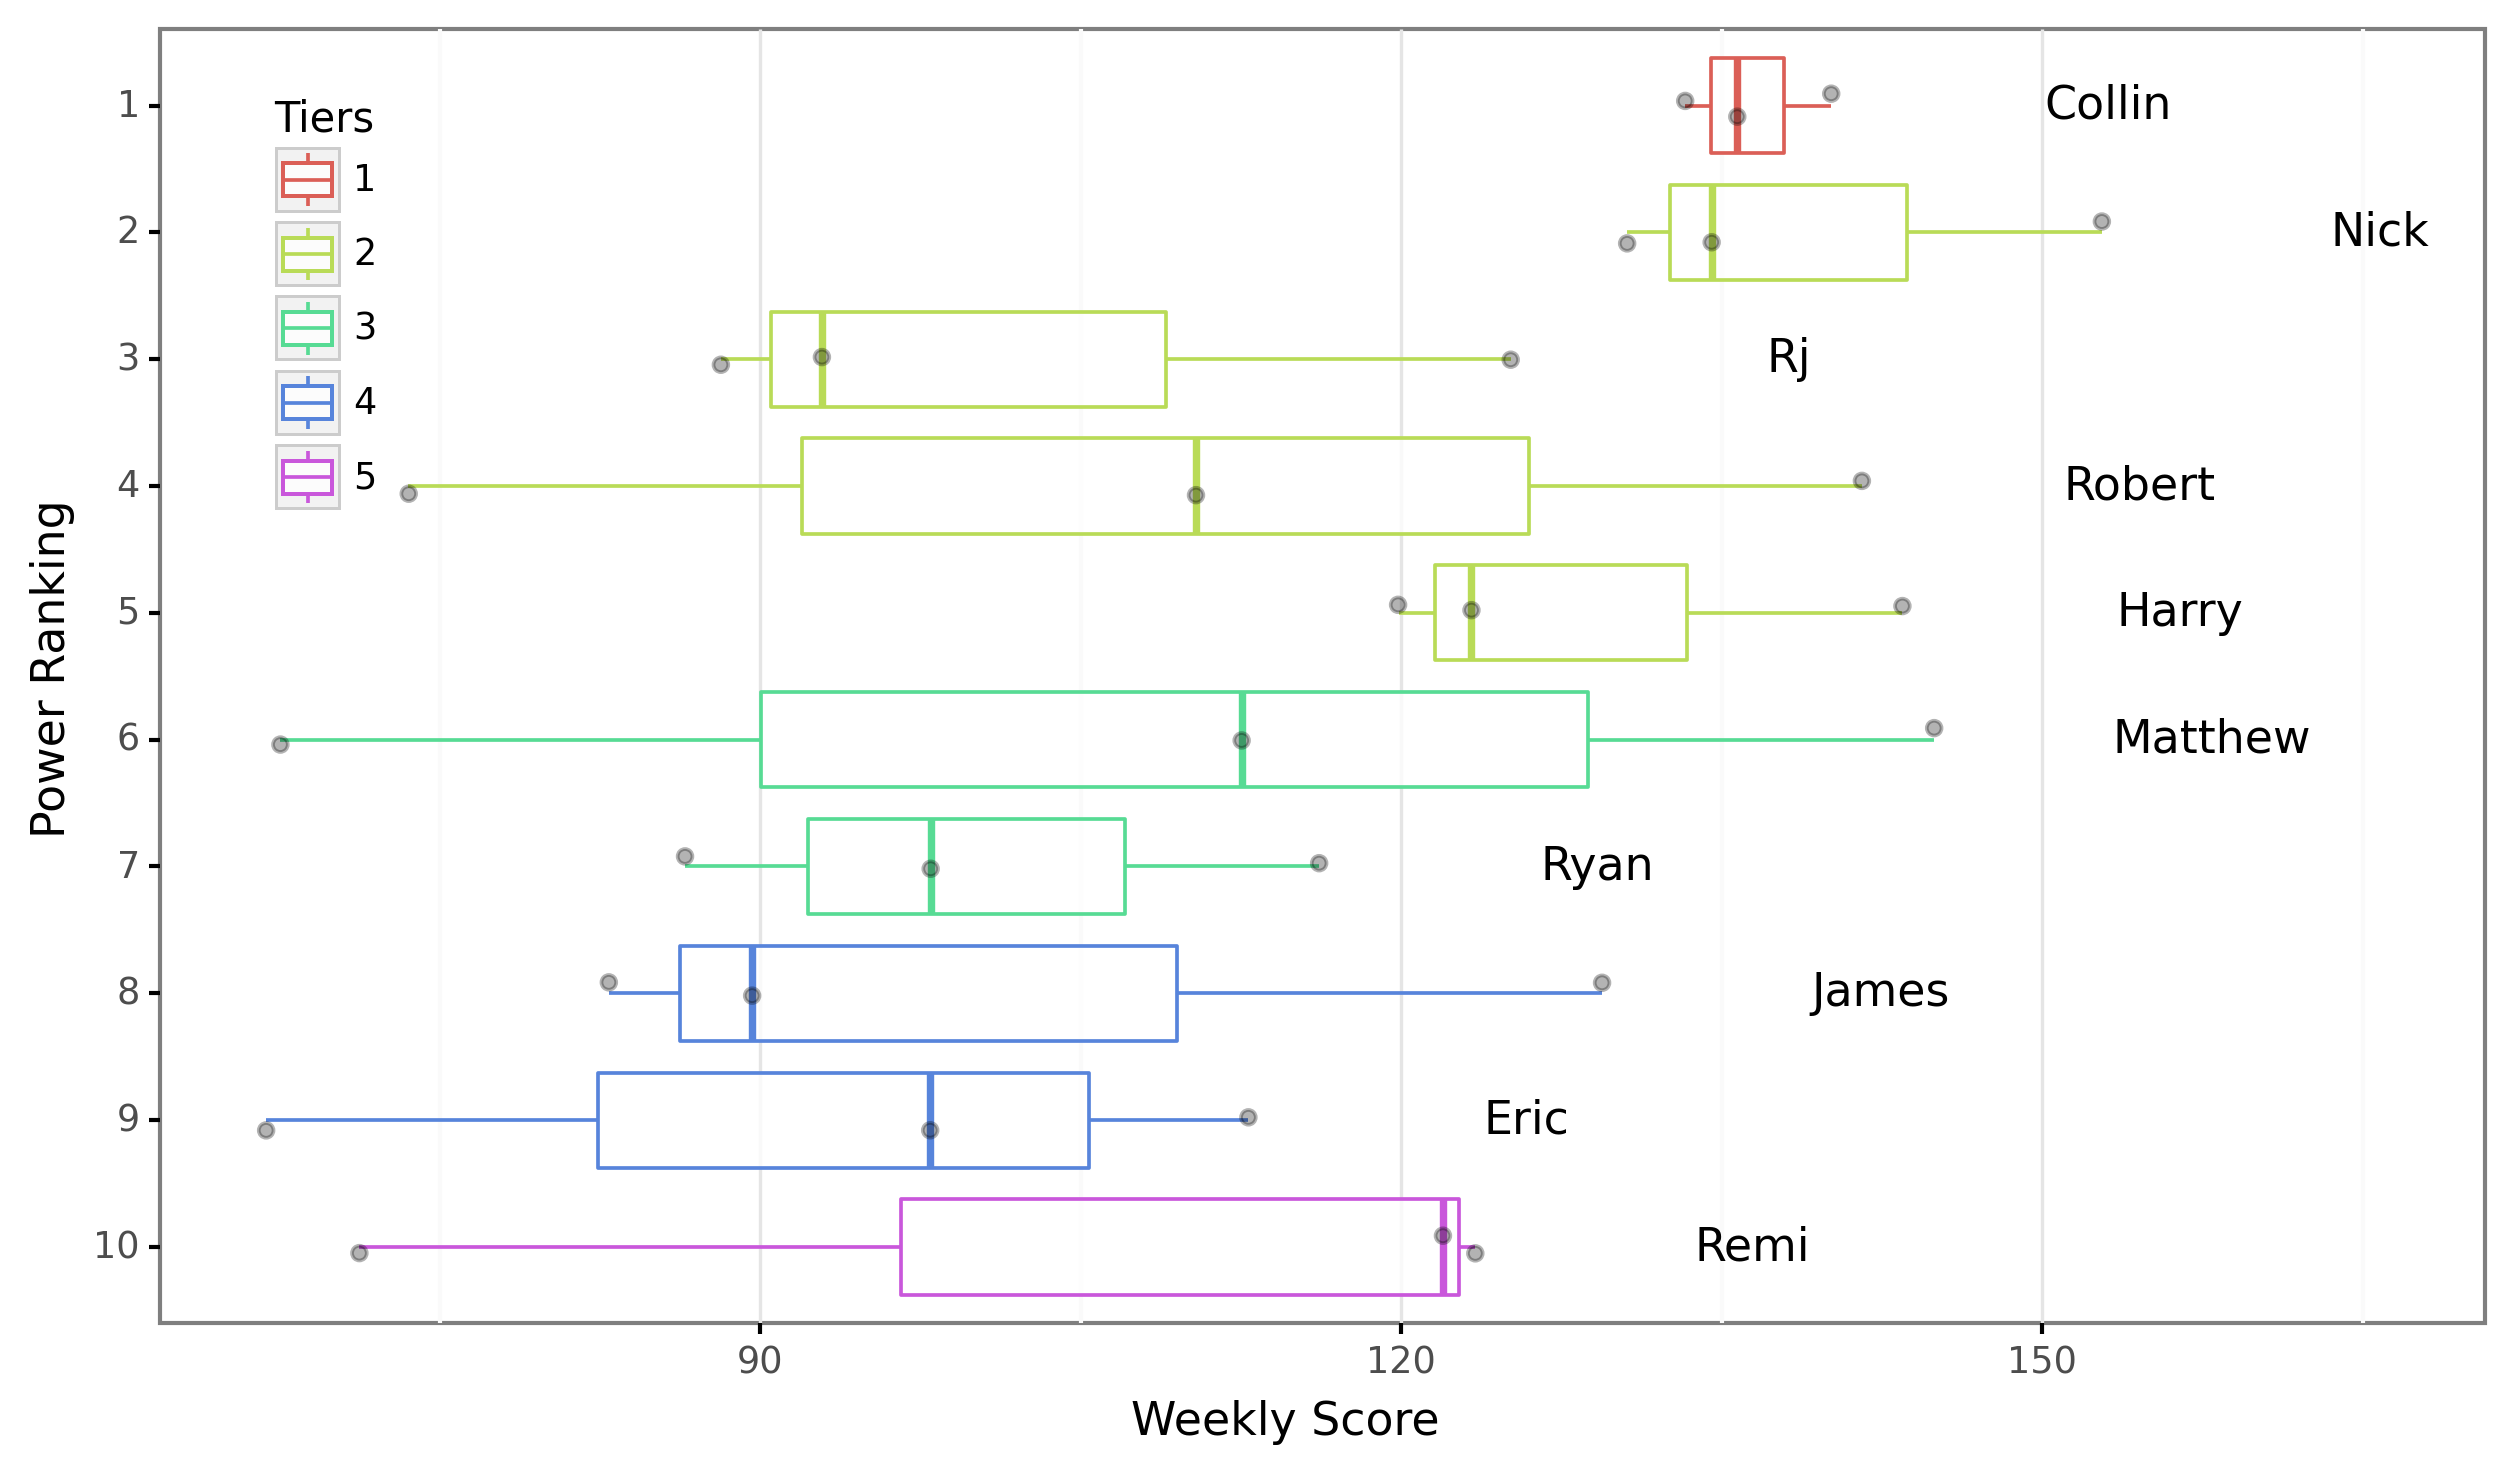 Tiers
1
2
3
4
5
1 Collin
2 Nick
3 Rj
4 Robert
5 Harry
6 Matthew
7 Ryan
8 James
9 Eric
10 Remi
Power Ranking
90 120 150
Weekly Score